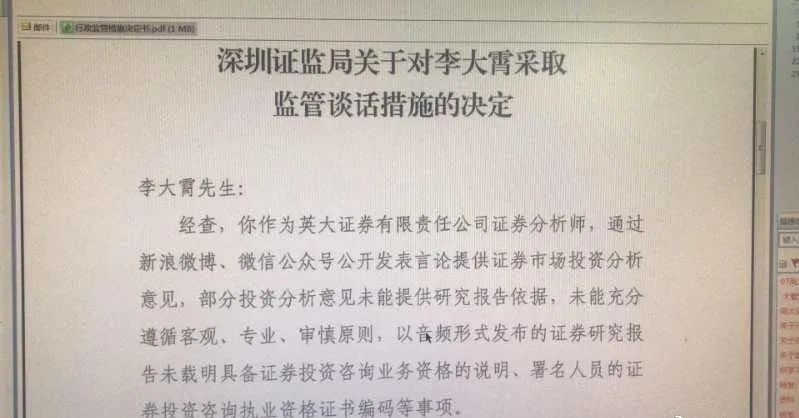 邮件 行政监管措施决定书.pdf (1 MB)
深圳证监局关于对李大霄采取
监管谈话措施的决定
李大霄先生：
经查，你作为英大证券有限责任公司证券分析师，通过
新浪微博、微信公众号公开发表言论提供证券市场投资分析
意见，部分投资分析意见未能提供研究报告依据，未能充分
遵循客观、专业、审慎原则，以音频形式发布的证券研究报
告未载明具备证券投资咨询业务资格的说明、署名人员的证
券投资咨询执业资格证书编码等事项。